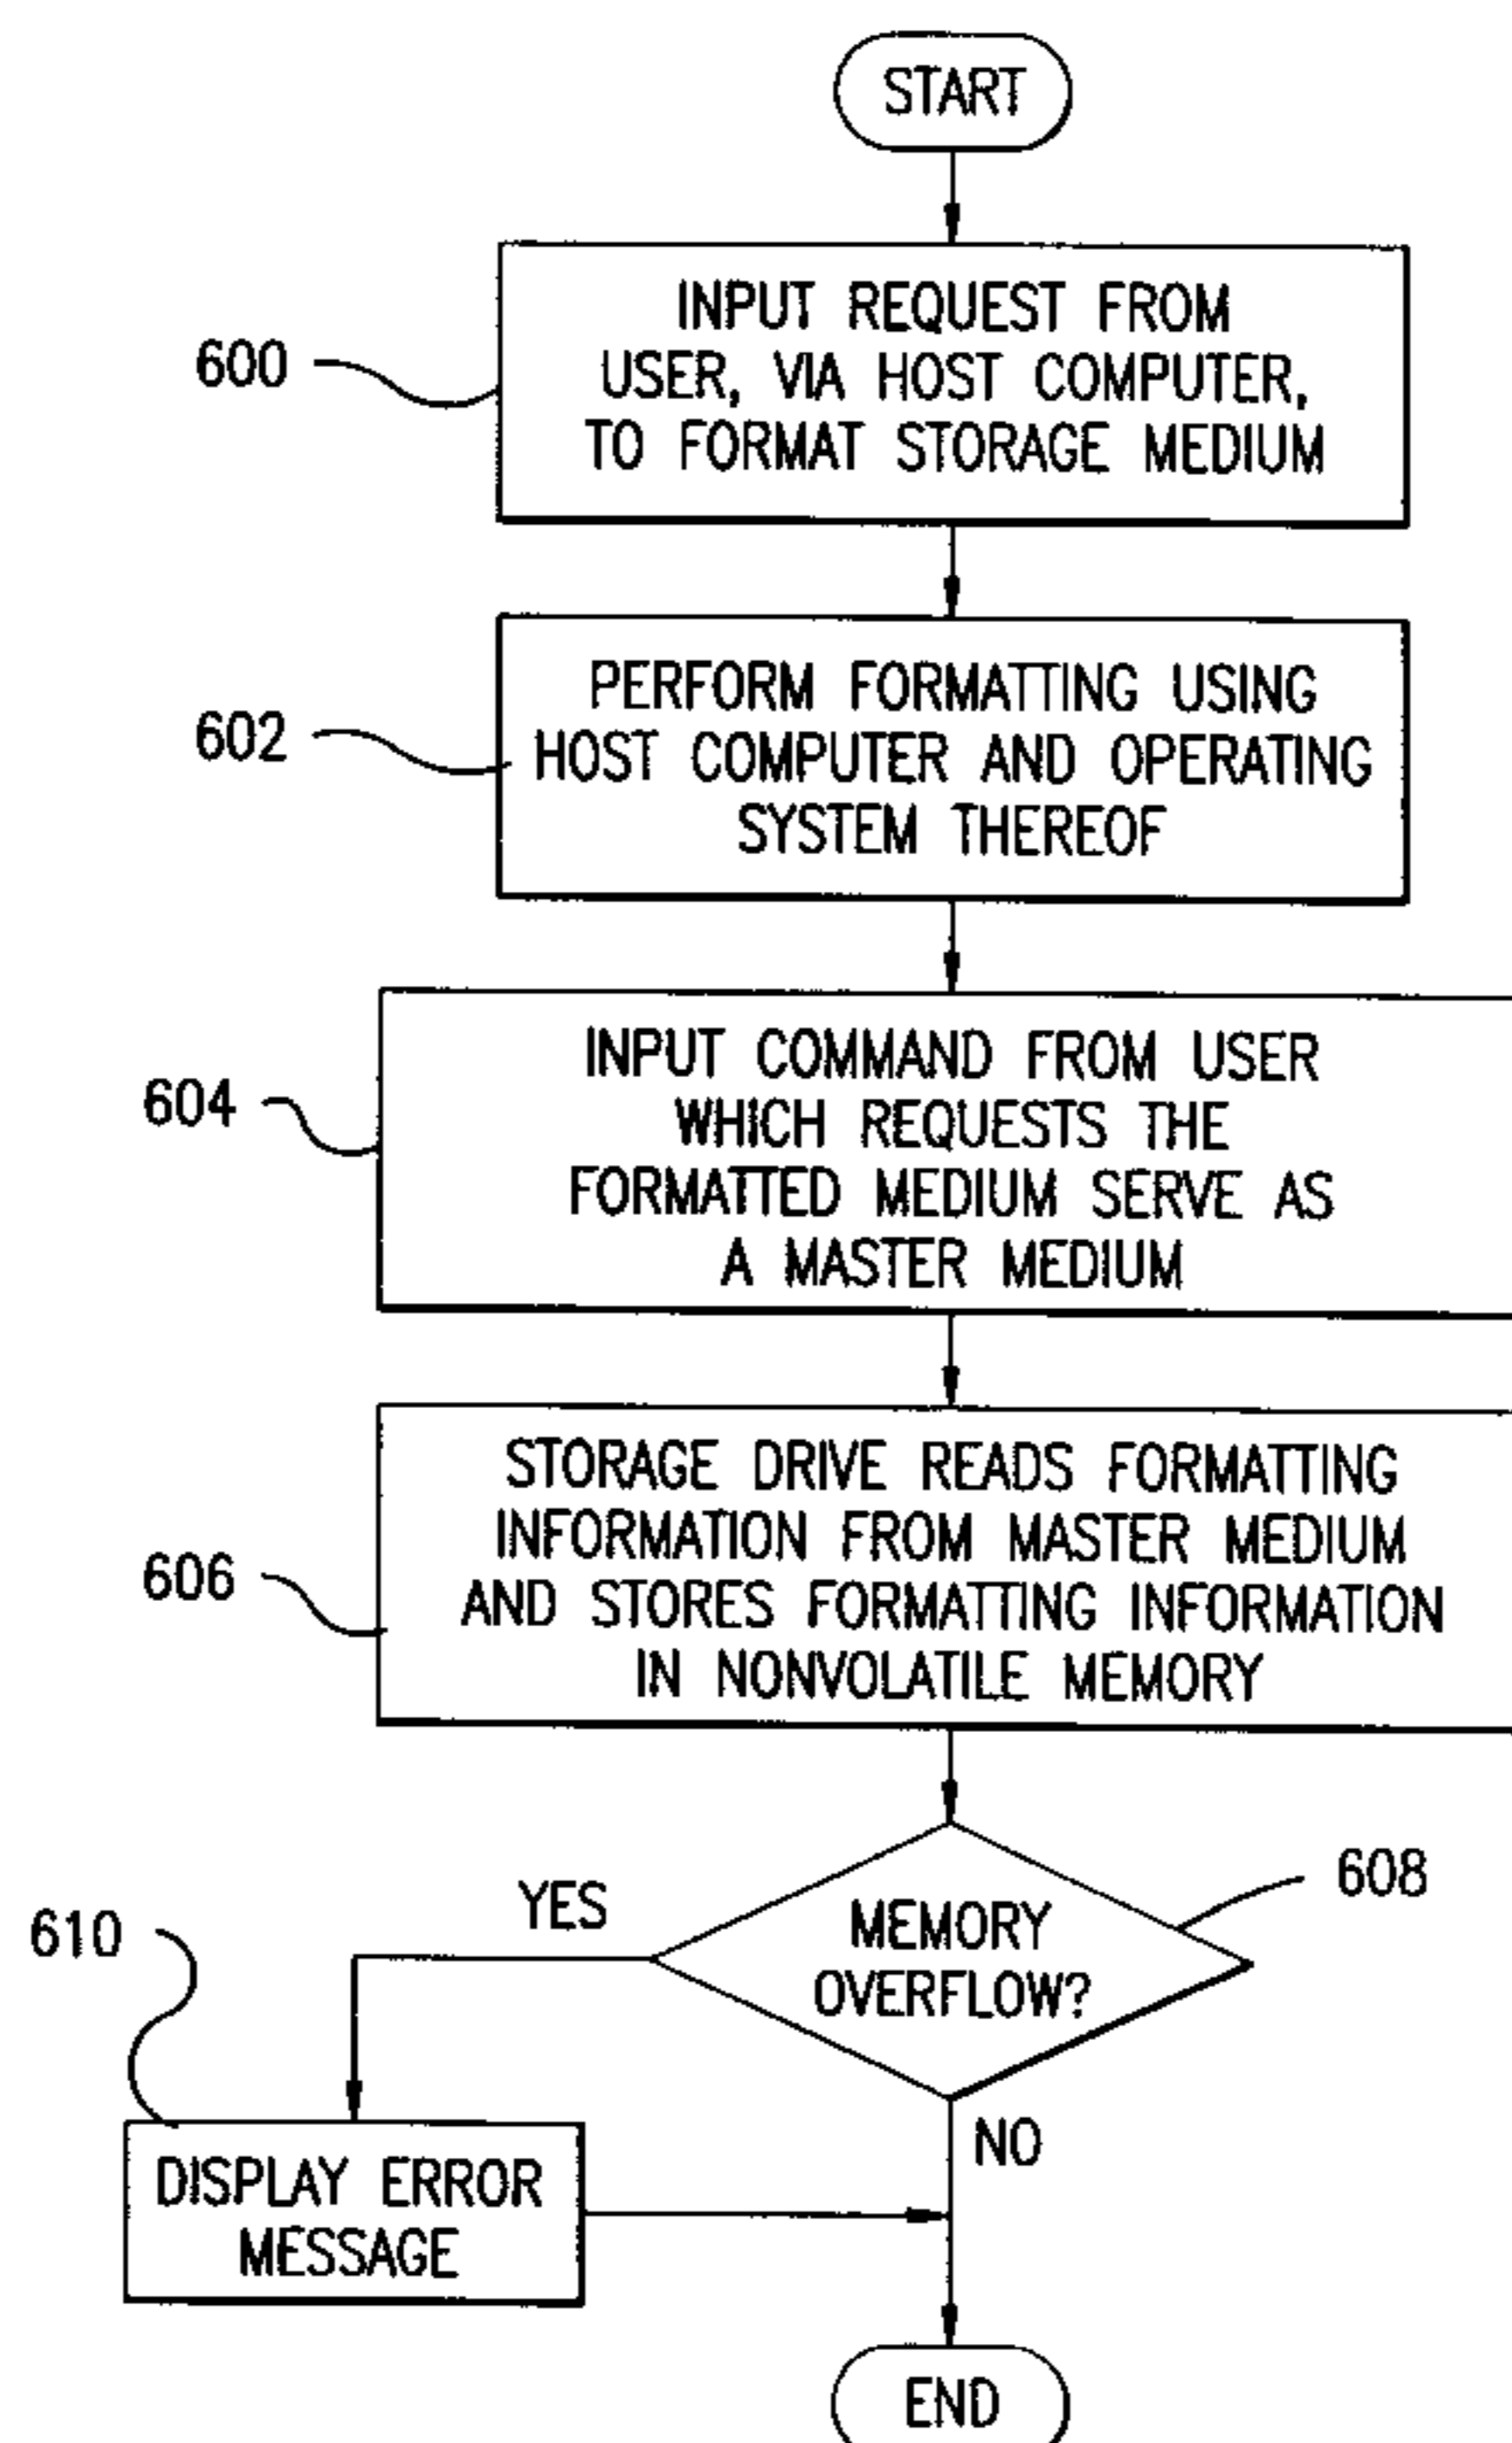 START
600
INPUT REQUEST FROM
USER, VIA HOST COMPUTER,
TO FORMAT STORAGE MEDIUM
602
PERFORM FORMATTING USING
HOST COMPUTER AND OPERATING
SYSTEM THEREOF
604
INPUT COMMAND FROM USER
WHICH REQUESTS THE
FORMATTED MEDIUM SERVE AS
A MASTER MEDIUM
606
STORAGE DRIVE READS FORMATTING
INFORMATION FROM MASTER MEDIUM
AND STORES FORMATTING INFORMATION
IN NONVOLATILE MEMORY
608
MEMORY
OVERFLOW?
YES
NO
610
DISPLAY ERROR
MESSAGE
END